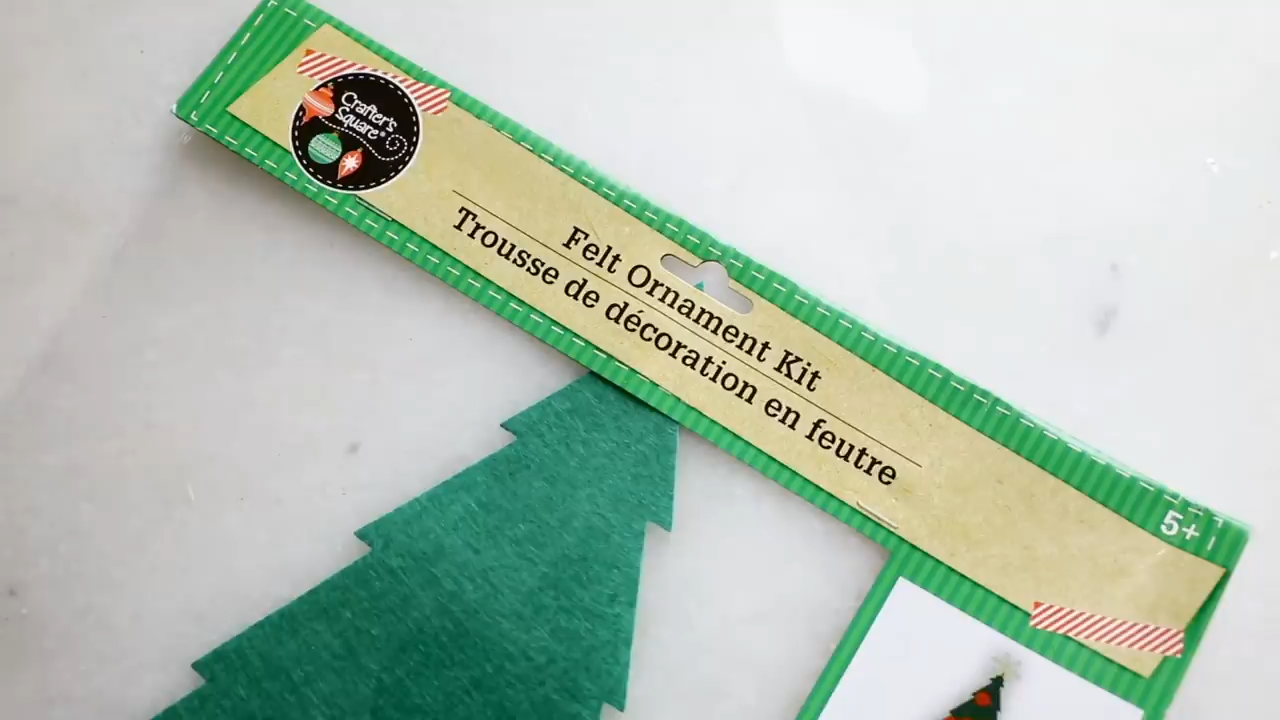 Crafter's
Square®
Felt Ornament Kit
Trousse de décoration en feutre
5+